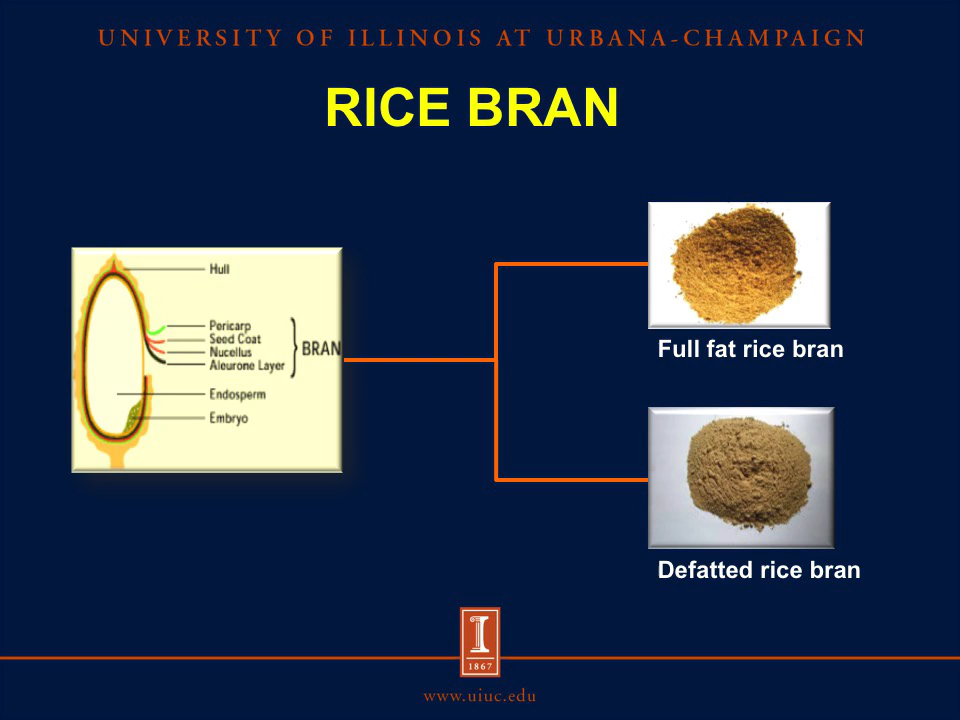 UNIVERSITY OF ILLINOIS AT URBANA-CHAMPAIGN
RICE BRAN
Hull
Pericarp
Seed Coat
Nucellus
Aleurone Layer
BRAN
Endosperm
Embryo
Full fat rice bran
Defatted rice bran
I
1867
www.uiuc.edu